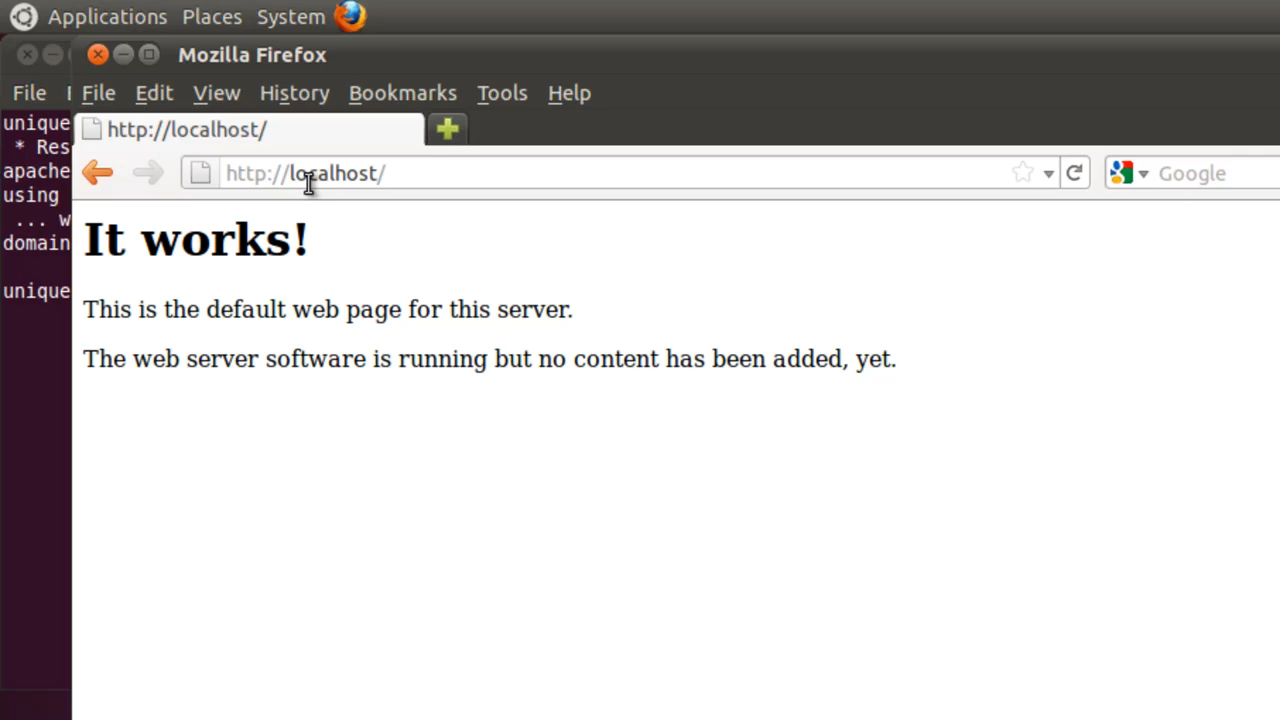 Applications Places System
Mozilla Firefox
File
File Edit View History Bookmarks Tools Help
http://localhost/
http://localhost/
Google
unique
* Res
apache
using
... w
domain
unique
It works!
This is the default web page for this server.
The web server software is running but no content has been added, yet.